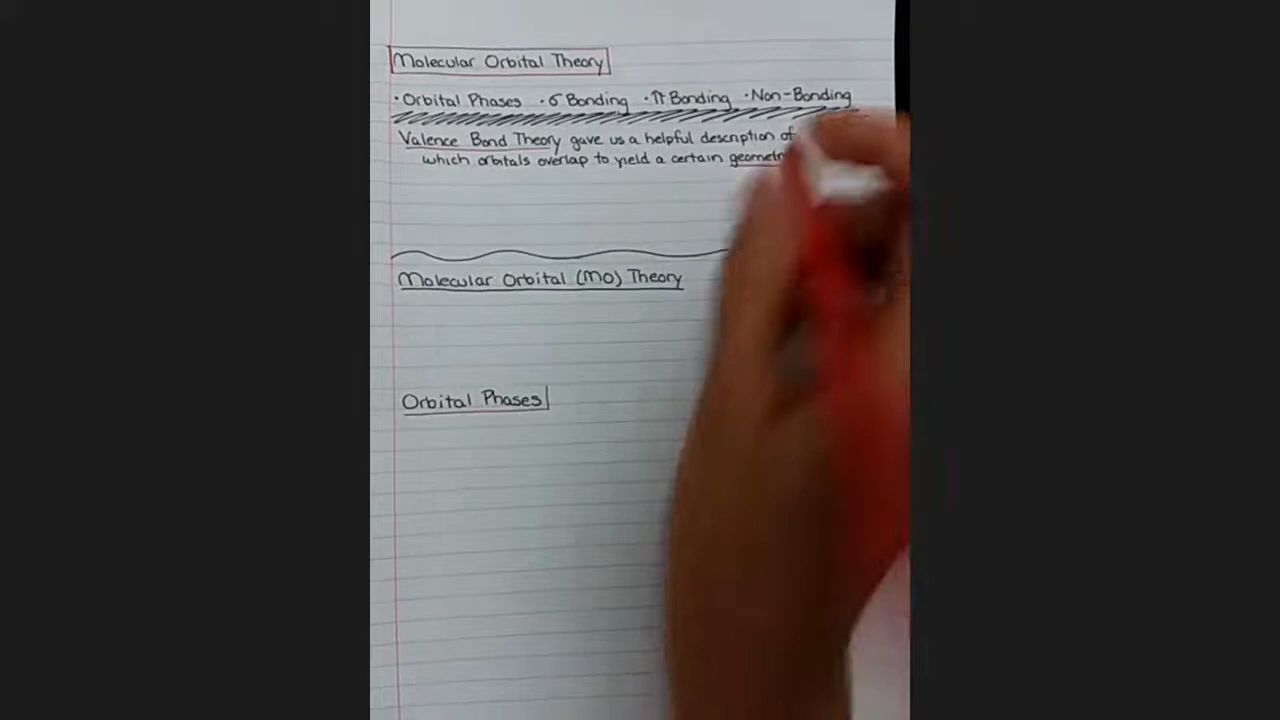 Molecular Orbital Theory
·Orbital Phases ·σ Bonding ·π Bonding ·Non-Bonding
Valence Bond Theory gave us a helpful description of
which orbitals overlap to yield a certain
Molecular Orbital (MO) Theory
Orbital Phases